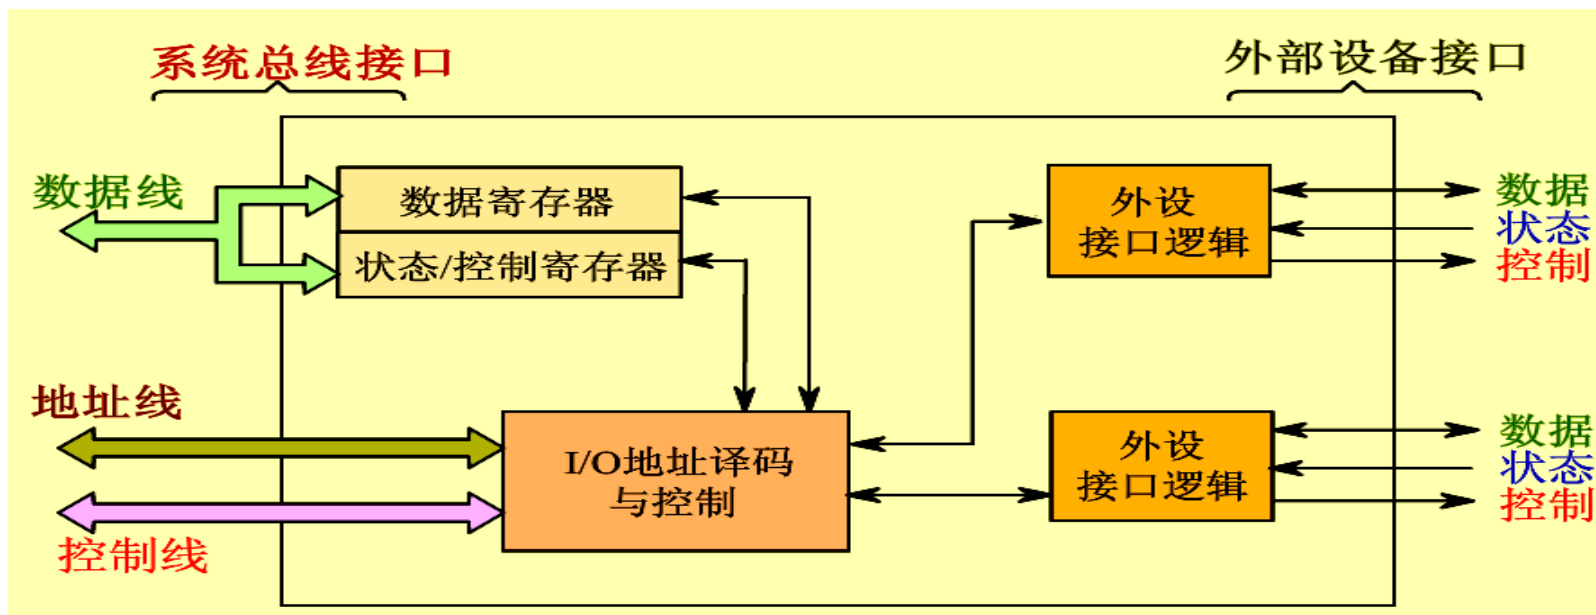 系统总线接口
外部设备接口
数据线
数据寄存器
状态/控制寄存器
外设
接口逻辑
数据
状态
控制
地址线
控制线
I/O地址译码
与控制
外设
接口逻辑
数据
状态
控制